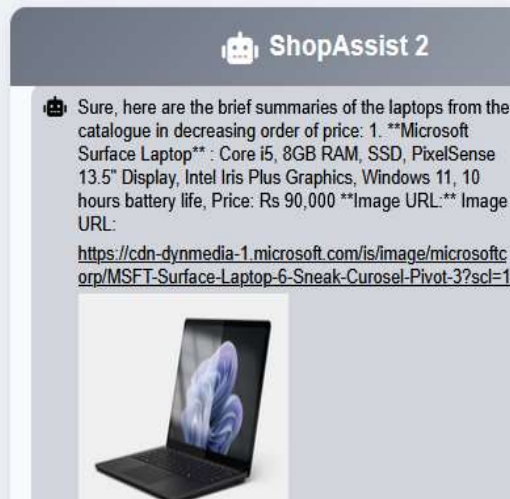 ShopAssist 2
Sure, here are the brief summaries of the laptops from the
catalogue in decreasing order of price: 1. **Microsoft
Surface Laptop** : Core i5, 8GB RAM, SSD, PixelSense
13.5" Display, Intel Iris Plus Graphics, Windows 11, 10
hours battery life, Price: Rs 90,000 **Image URL:** Image
URL:
https://cdn-dynmedia-1.microsoft.com/is/image/microsoftc
orp/MSFT-Surface-Laptop-6-Sneak-Curosel-Pivot-3?scl=1